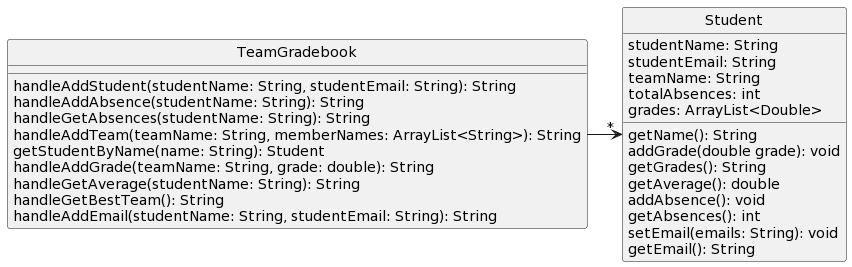 TeamGradebook
handleAddStudent(studentName: String, studentEmail: String): String
handleAddAbsence(studentName: String): String
handleGetAbsences(studentName: String): String
handleAddTeam(teamName: String, memberNames: ArrayList<String>): String
getStudentByName(name: String): Student
handleAddGrade(teamName: String, grade: double): String
handleGetAverage(studentName: String): String
handleGetBestTeam(): String
handleAddEmail(studentName: String, studentEmail: String): String
*
Student
studentName: String
studentEmail: String
teamName: String
totalAbsences: int
grades: ArrayList<Double>
getName(): String
addGrade(double grade): void
getGrades(): String
getAverage(): double
addAbsence(): void
getAbsences(): int
setEmail(emails: String): void
getEmail(): String